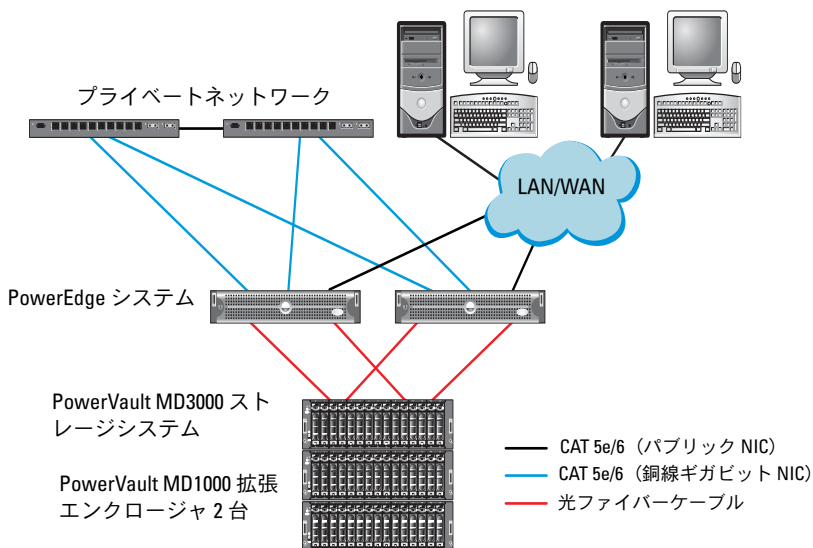 プライベートネットワーク
LAN/WAN
PowerEdge システム
PowerVault MD3000 スト
レージシステム
PowerVault MD1000 拡張
エンクロージャ 2 台
CAT 5e/6（パブリック NIC）
CAT 5e/6（銅線ギガビット NIC）
光ファイバーケーブル